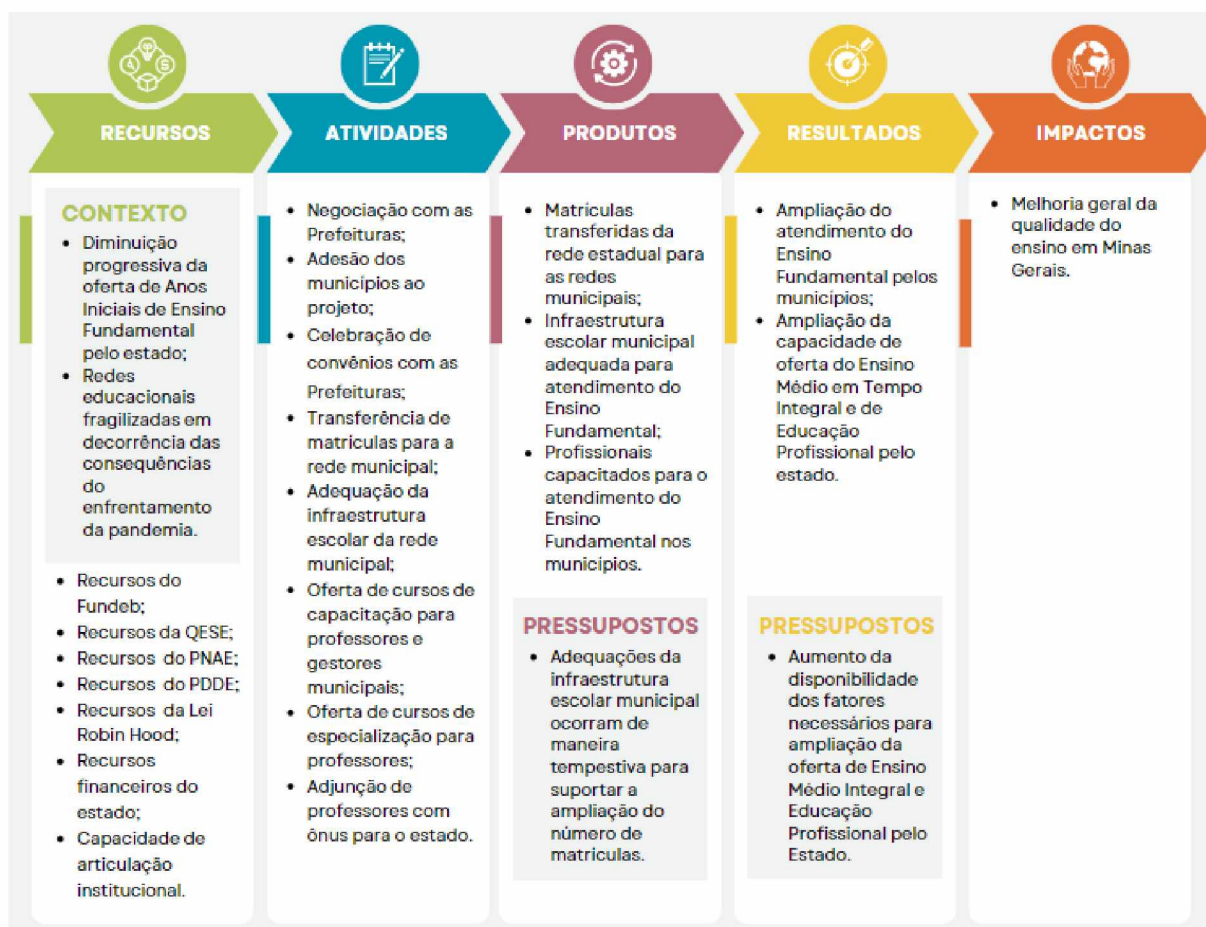 RECURSOS
ATIVIDADES
PRODUTOS
RESULTADOS
IMPACTOS
CONTEXTO
• Diminuição
progressiva da
oferta de Anos
Iniciais de Ensino
Fundamental
pelo estado;
• Redes
educacionais
fragilizadas em
decorrência das
consequências
do
enfrentamento
da pandemia.
• Recursos do
Fundeb;
• Recursos da QESE;
• Recursos do PNAE;
• Recursos do PDDE;
• Recursos da Lei
Robin Hood;
• Recursos
financeiros do
estado;
• Capacidade de
articulação
institucional.
• Negociação com as
Prefeituras;
• Adesão dos
municípios ao
projeto;
• Celebração de
convênios com as
Prefeituras;
• Transferência de
matrículas para a
rede municipal;
• Adequação da
infraestrutura
escolar da rede
municipal;
• Oferta de cursos de
capacitação para
professores e
gestores
municipais;
• Oferta de cursos de
especialização para
professores;
• Adjunção de
professores com
ônus para o estado.
• Matrículas
transferidas da
rede estadual para
as redes
municipais;
• Infraestrutura
escolar municipal
adequada para
atendimento do
Ensino
Fundamental;
• Profissionais
capacitados para o
atendimento do
Ensino
Fundamental nos
municípios.
PRESSUPOSTOS
• Adequações da
infraestrutura
escolar municipal
ocorram de
maneira
tempestiva para
suportar a
ampliação do
número de
matrículas.
• Ampliação do
atendimento do
Ensino
Fundamental pelos
municípios;
• Ampliação da
capacidade de
oferta do Ensino
Médio em Tempo
Integral e de
Educação
Profissional pelo
estado.
PRESSUPOSTOS
• Aumento da
disponibilidade
dos fatores
necessários para
ampliação da
oferta de Ensino
Médio Integral e
Educação
Profissional pelo
Estado.
• Melhoria geral da
qualidade do
ensino em Minas
Gerais.